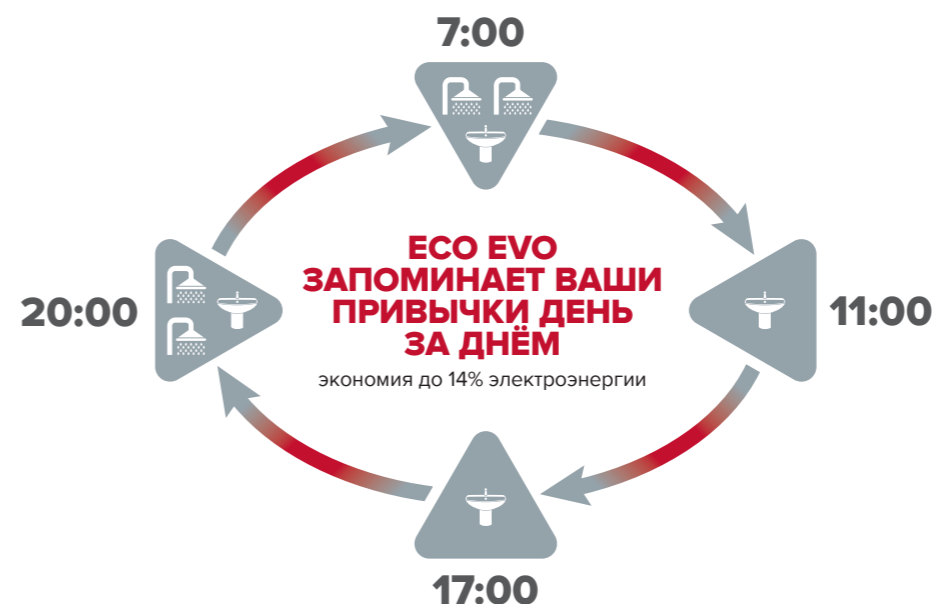 7:00
ECO EVO
ЗАПОМИНАЕТ ВАШИ
ПРИВЫЧКИ ДЕНЬ
ЗА ДНЁМ
экономия до 14% электроэнергии
20:00
11:00
17:00